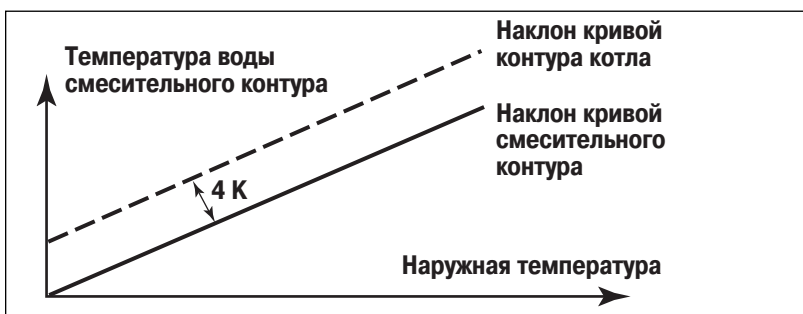 Температура воды
смесительного контура
Наклон кривой
контура котла
Наклон кривой
смесительного
контура
4 K
Наружная температура